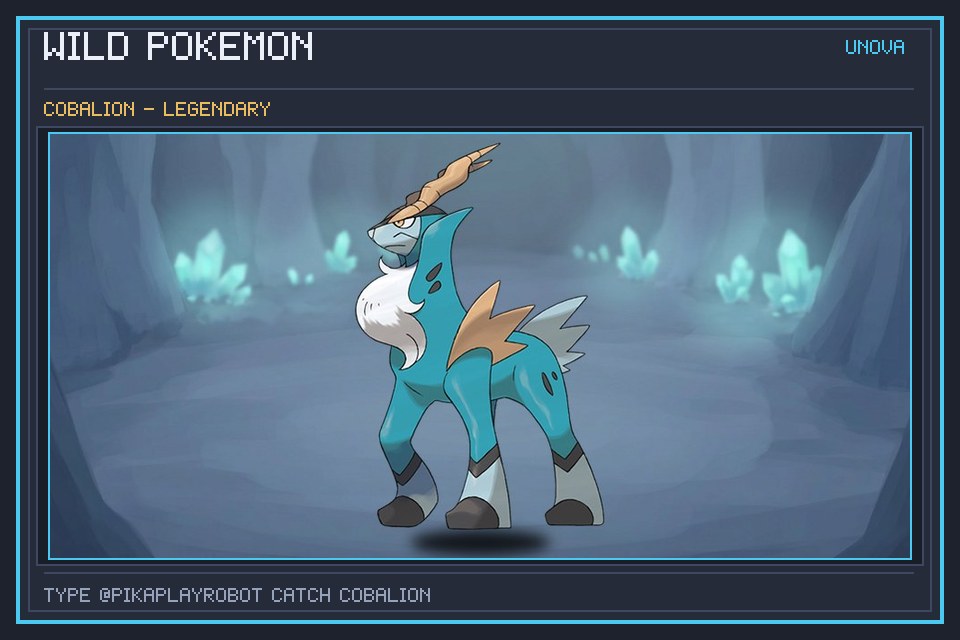 WILD POKEMON
UNOVA
COBALION – LEGENDARY
TYPE @PIKAPLAYROBOT CATCH COBALION